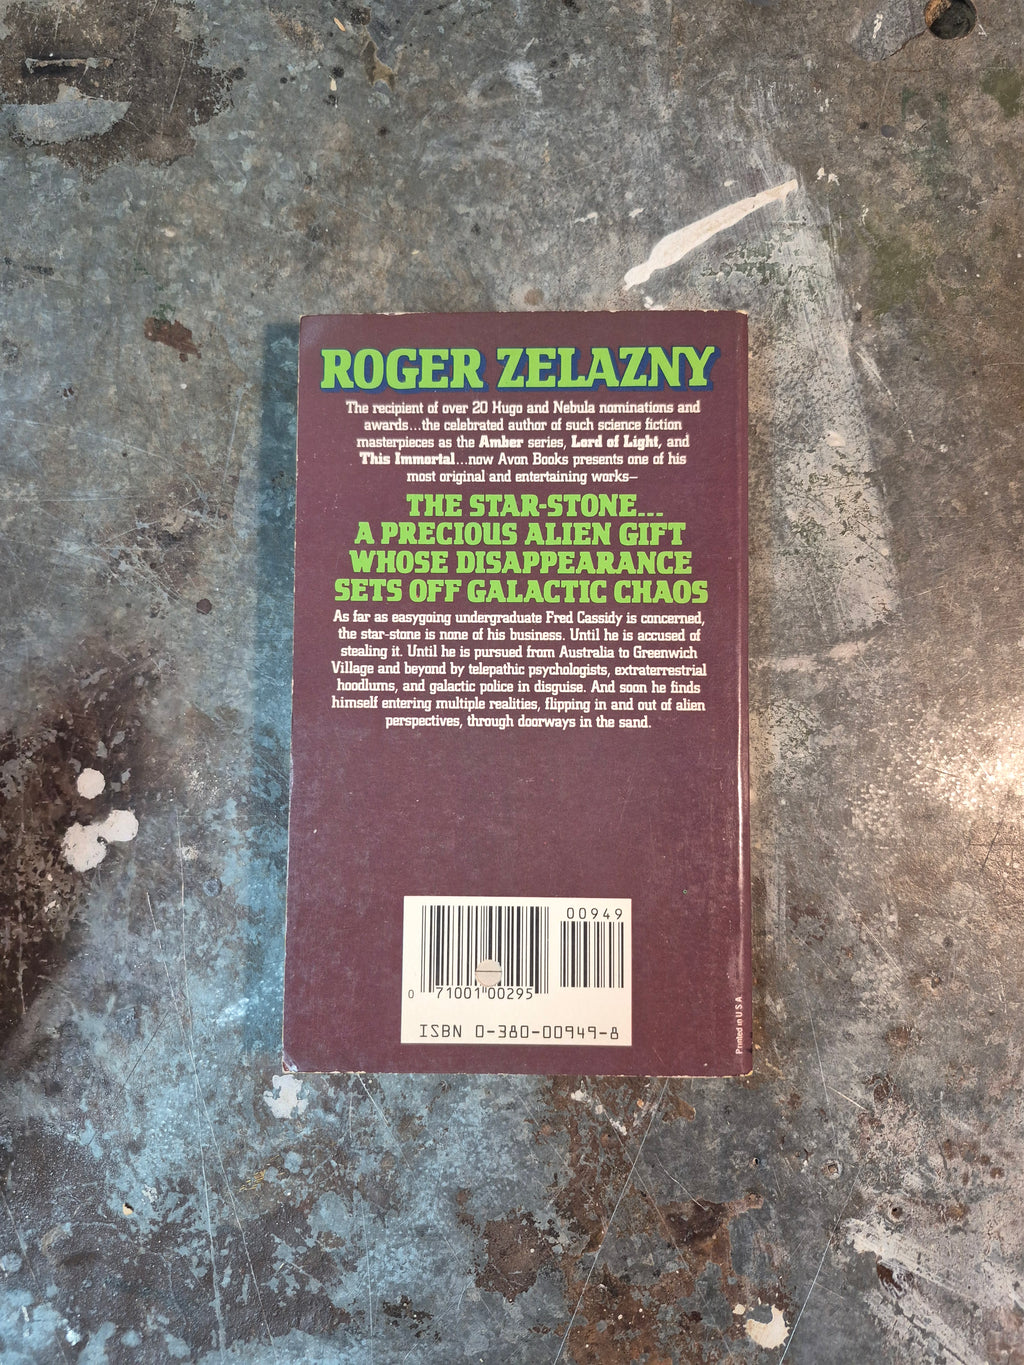 ROGER ZELAZNY
The recipient of over 20 Hugo and Nebula nominations and
awards...the celebrated author of such science fiction
masterpieces as the Amber series, Lord of Light, and
This Immortal...now Avon Books presents one of his
most original and entertaining works—
THE STAR-STONE...
A PRECIOUS ALIEN GIFT
WHOSE DISAPPEARANCE
SETS OFF GALACTIC CHAOS
As far as easygoing undergraduate Fred Cassidy is concerned,
the star-stone is none of his business. Until he is accused of
stealing it. Until he is pursued from Australia to Greenwich
Village and beyond by telepathic psychologists, extraterrestrial
hoodlums, and galactic police in disguise. And soon he finds
himself entering multiple realities, flipping in and out of alien
perspectives, through doorways in the sand.
00949
0 71001 00295
ISBN 0-380-00949-8
Printed in U S A